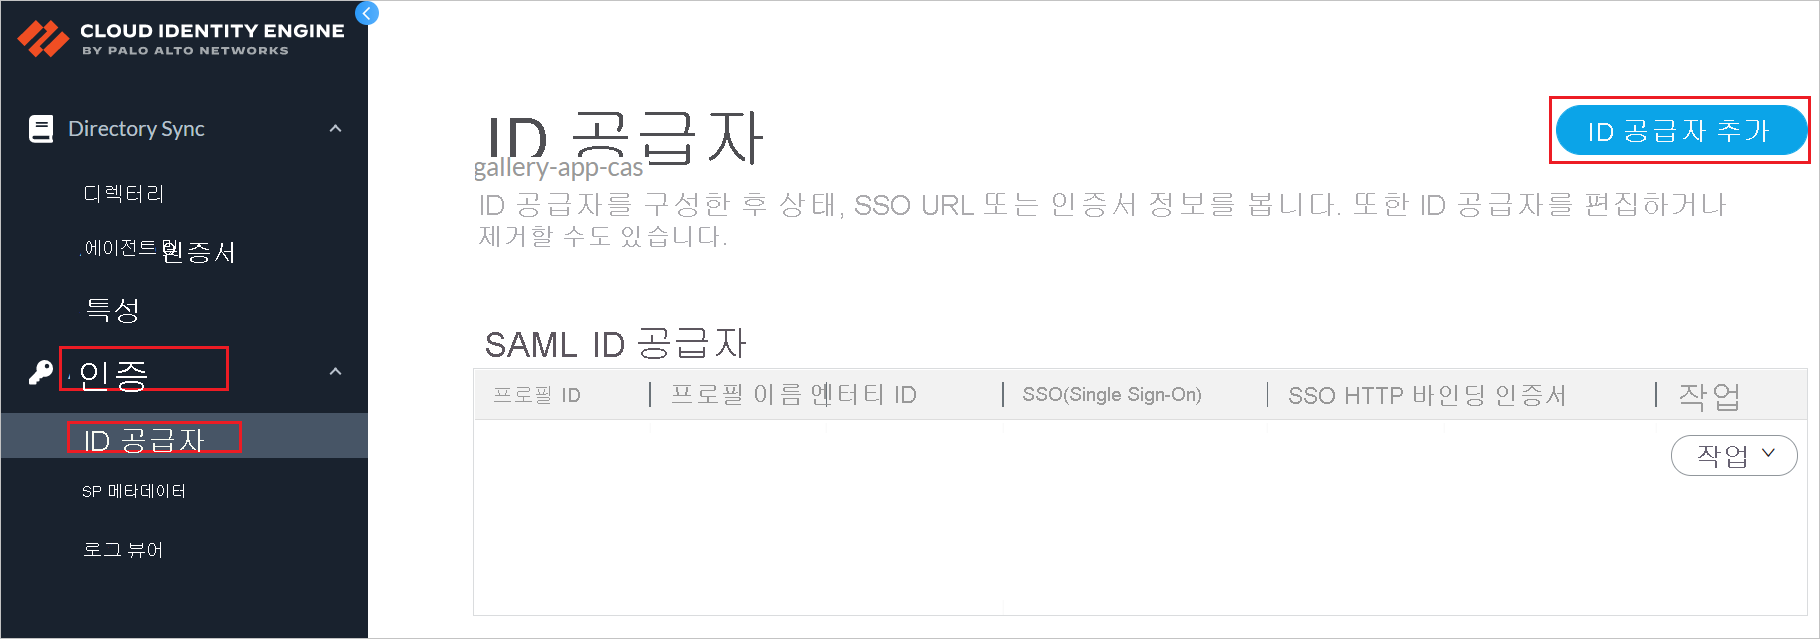 CLOUD IDENTITY ENGINE
BY PALO ALTO NETWORKS
Directory Sync
디렉터리
에이전트 및 인증서
특성
인증
ID 공급자
SP 메타데이터
로그 뷰어
ID 공급자 추가
ID 공급자
gallery-app-cas
ID 공급자를 구성한 후 상태, SSO URL 또는 인증서 정보를 봅니다. 또한 ID 공급자를 편집하거나
제거할 수도 있습니다.
SAML ID 공급자
프로필 ID 프로필 이름 엔터티 ID SSO(Single Sign-On) SSO HTTP 바인딩 인증서 작업
작업